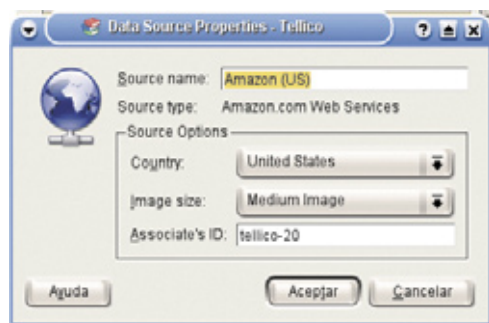 Data Source Properties - Tellico
Source name: Amazon (US)
Source type: Amazon.com Web Services
Source Options
Country: United States
Image size: Medium Image
Associate's ID: tellico-20
Ayuda Aceptar Cancelar